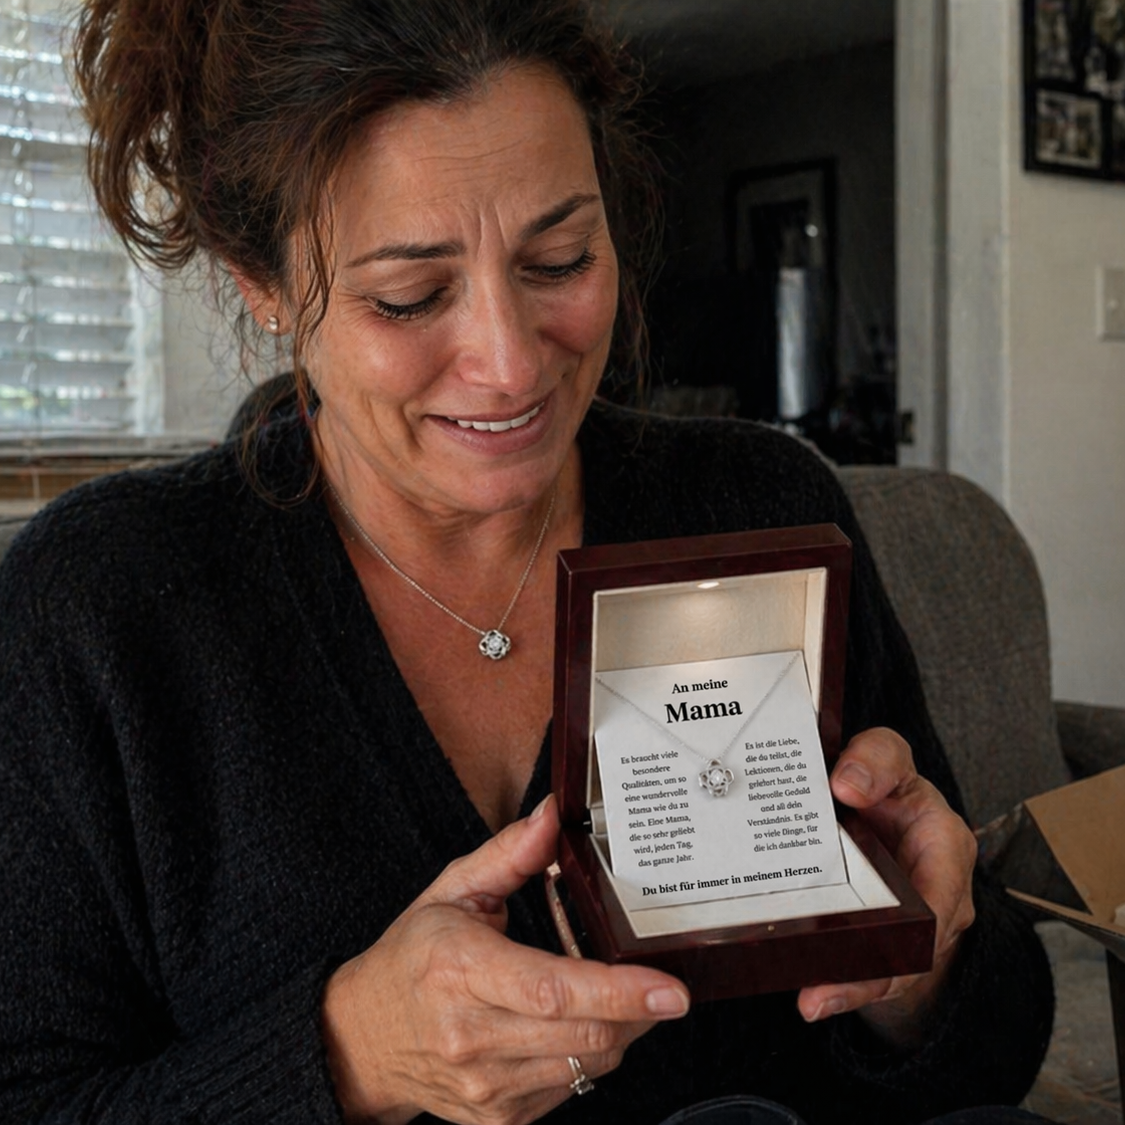 An meine
Mama
Es braucht viele
besondere
Qualitäten, um so
eine wundervolle
Mama wie du zu
sein. Eine Mama,
die so sehr geliebt
wird, jeden Tag,
das ganze Jahr.
Es ist die Liebe,
die du teilst, die
Lektionen, die du
gelehrt hast, die
liebevolle Geduld
und all dein
Verständnis. Es gibt
so viele Dinge, für
die ich dankbar bin.
Du bist für immer in meinem Herzen.